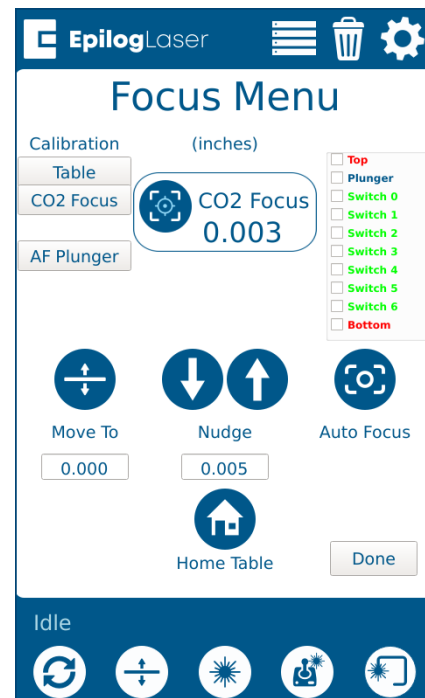 EpilogLaser
Focus Menu
Calibration
(inches)
Table
CO2 Focus
AF Plunger
CO2 Focus
0.003
Top
Plunger
Switch 0
Switch 1
Switch 2
Switch 3
Switch 4
Switch 5
Switch 6
Bottom
Move To
Nudge
Auto Focus
0.000
0.005
Home Table
Done
Idle